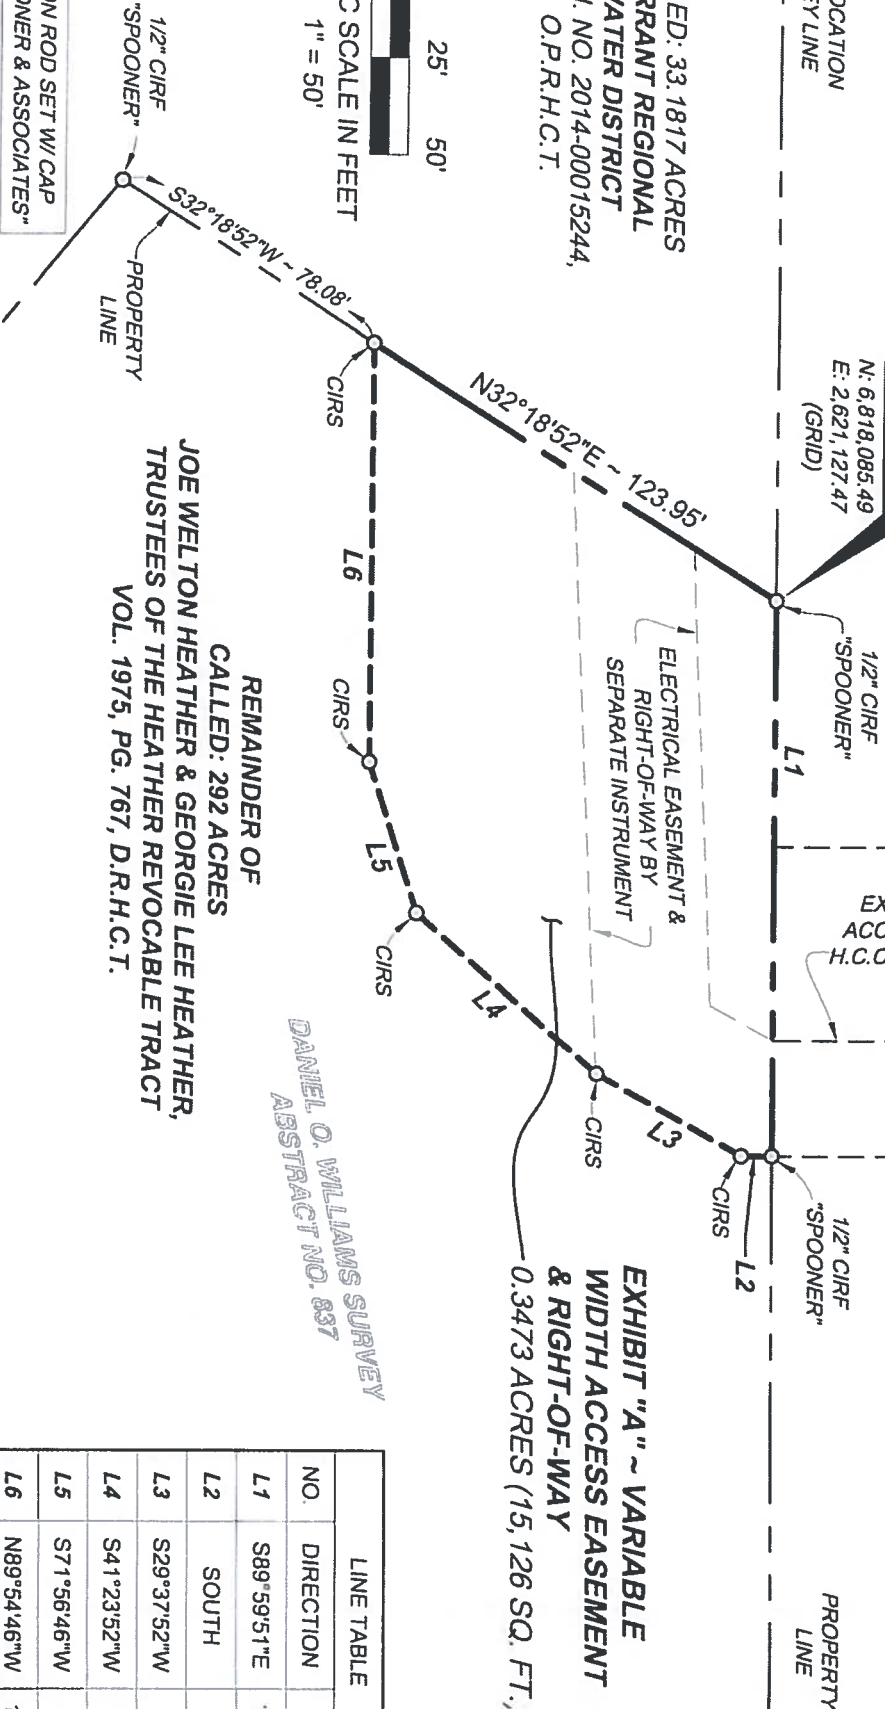 OCATION
EY LINE
N: 6,818,085.49
E: 2,621,127.47
(GRID)
ED: 33.1817 ACRES
RRANT REGIONAL
WATER DISTRICT
. NO. 2014-00015244,
O.P.R.H.C.T.
25' 50'
C SCALE IN FEET
1" = 50'
1/2" CIRF
"SPOONER"
N ROD SET W/ CAP
ONER & ASSOCIATES"
S32°18'52"W ~ 78.08'
PROPERTY
LINE
CIRS
N32°18'52"E ~ 123.95'
1/2" CIRF
"SPOONER"
L1
EX
ACC
H.C.C
ELECTRICAL EASEMENT &
RIGHT-OF-WAY BY
SEPARATE INSTRUMENT
L6
CIRS
L5
CIRS
L4
CIRS
L3
CIRS
L2
1/2" CIRF
"SPOONER"
REMAINDER OF
CALLED: 292 ACRES
JOE WELTON HEATHER & GEORGIE LEE HEATHER,
TRUSTEES OF THE HEATHER REVOCABLE TRACT
VOL. 1975, PG. 767, D.R.H.C.T.
DANIEL O. WILLIAMS SURVEY
ABSTRACT NO. 837
EXHIBIT "A" ~ VARIABLE
WIDTH ACCESS EASEMENT
& RIGHT-OF-WAY
0.3473 ACRES (15,126 SQ. FT.)
PROPERTY
LINE
LINE TABLE
NO. DIRECTION
L1 S89°59'51"E
L2 SOUTH
L3 S29°37'52"W
L4 S41°23'52"W
L5 S71°56'46"W
L6 N89°54'46"W